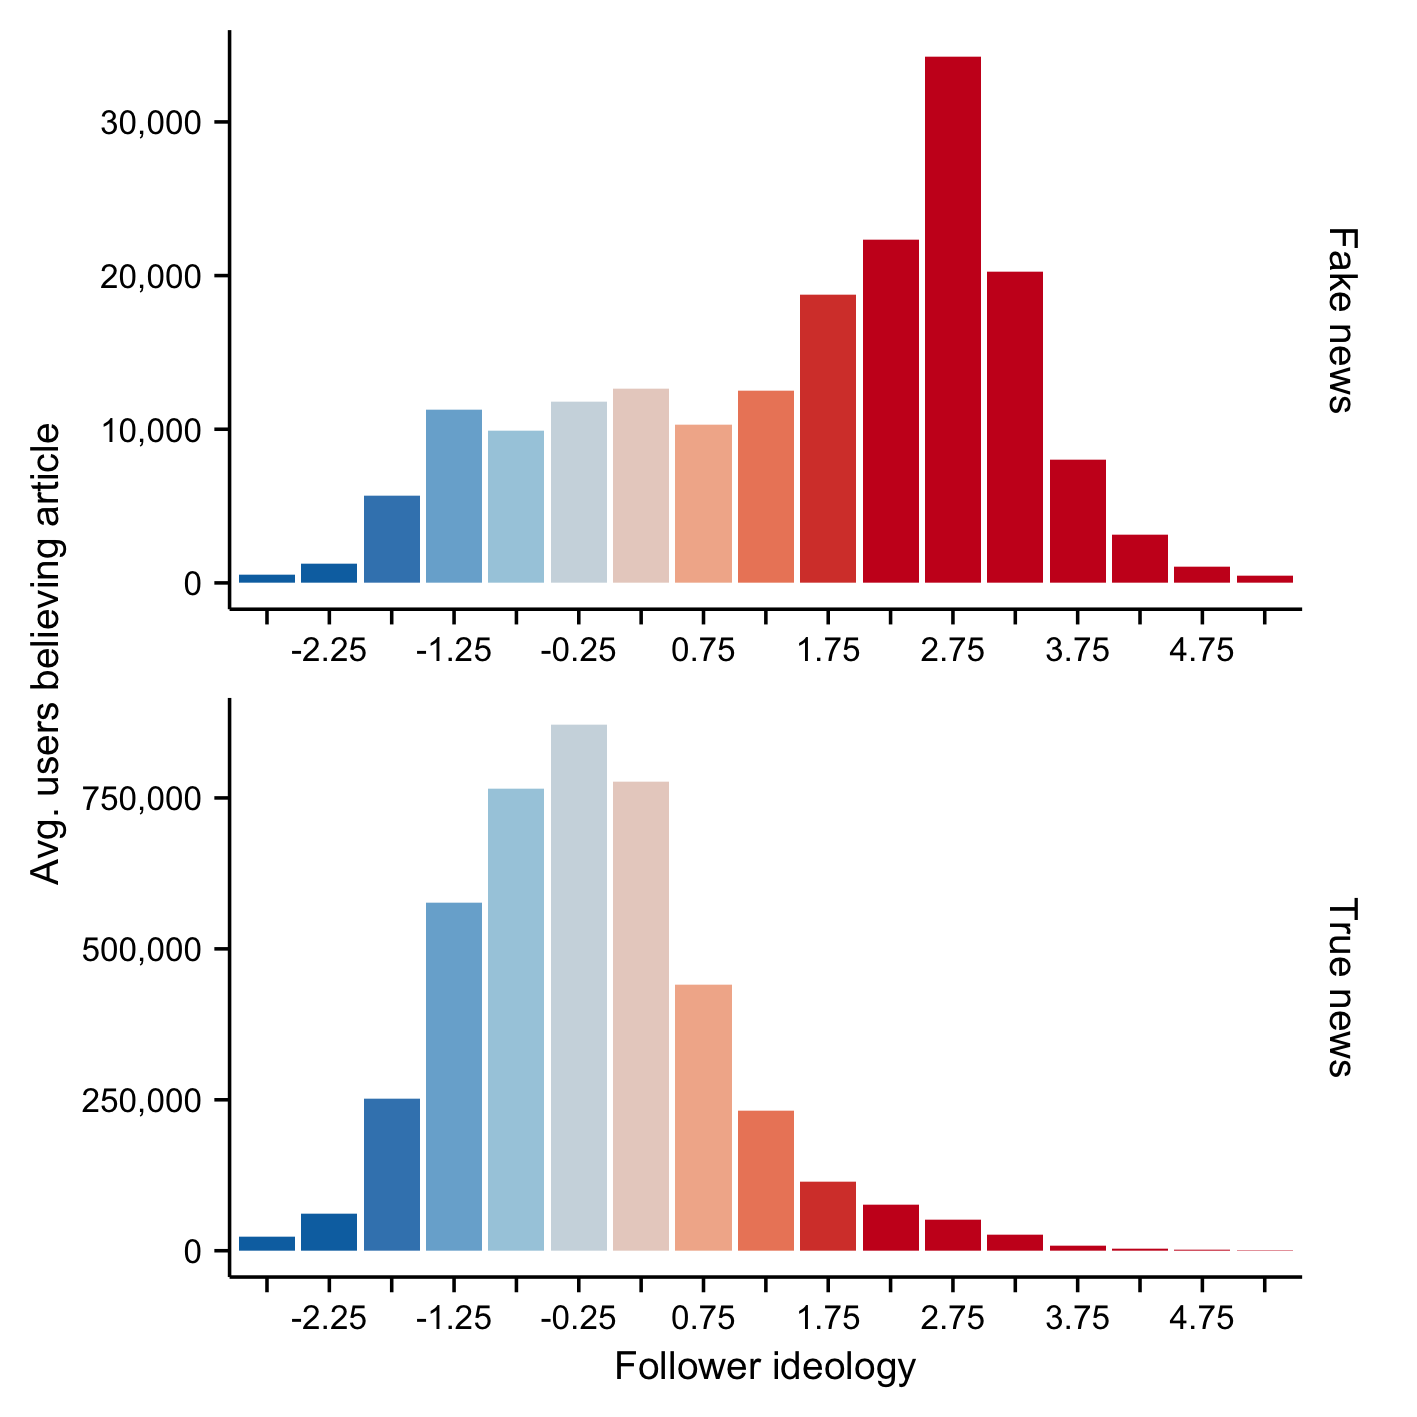 Avg. users believing article
30,000
20,000
10,000
0
-2.25 -1.25 -0.25 0.75 1.75 2.75 3.75 4.75
Fake news
750,000
500,000
250,000
0
-2.25 -1.25 -0.25 0.75 1.75 2.75 3.75 4.75
True news
Follower ideology